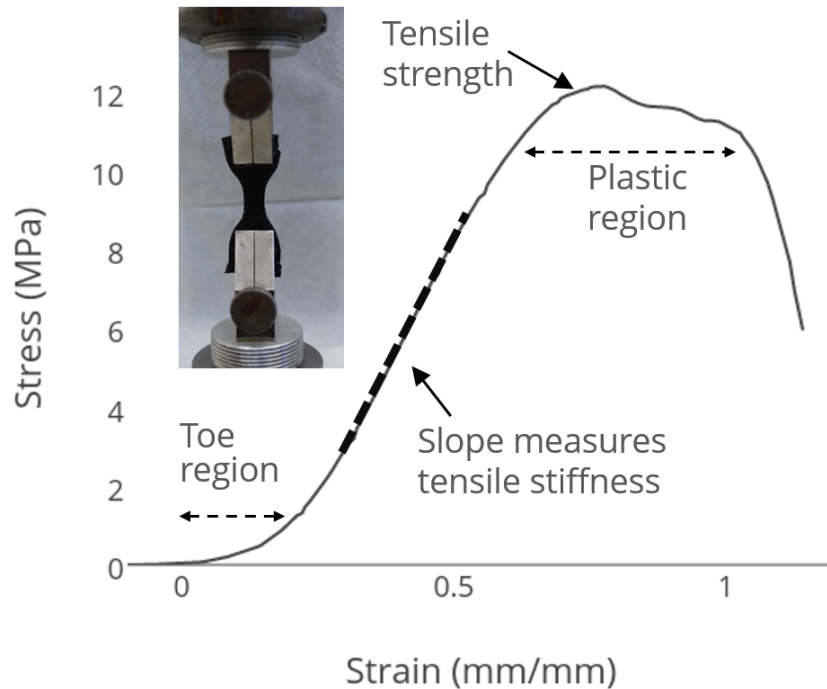 Tensile
strength
12
10
8
6
4
2
0
Stress (MPa)
Plastic
region
Toe
region
Slope measures
tensile stiffness
0
0.5
1
Strain (mm/mm)